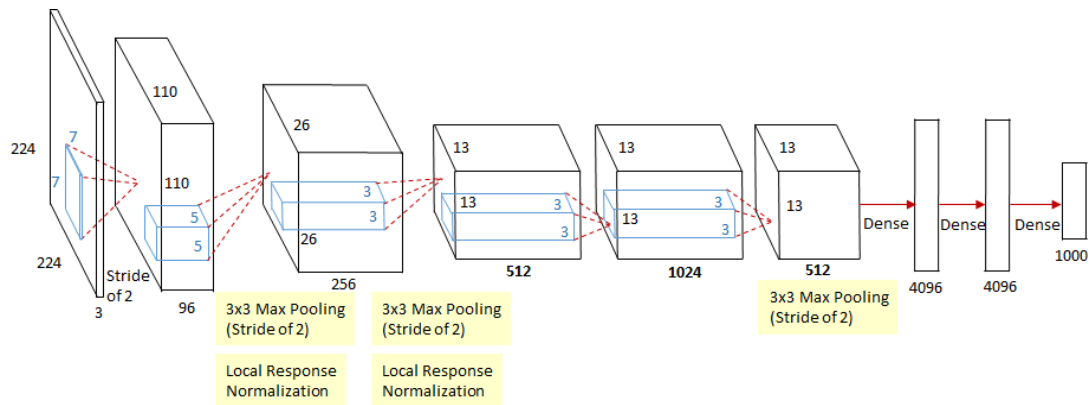 224
7
7
224
3
Stride
of 2
110
110
5
5
96
3x3 Max Pooling
(Stride of 2)
Local Response
Normalization
26
3
3
26
256
3x3 Max Pooling
(Stride of 2)
Local Response
Normalization
13
13
3
3
512
13
3
13
3
1024
13
13
512
3x3 Max Pooling
(Stride of 2)
Dense
4096
Dense
4096
Dense
1000